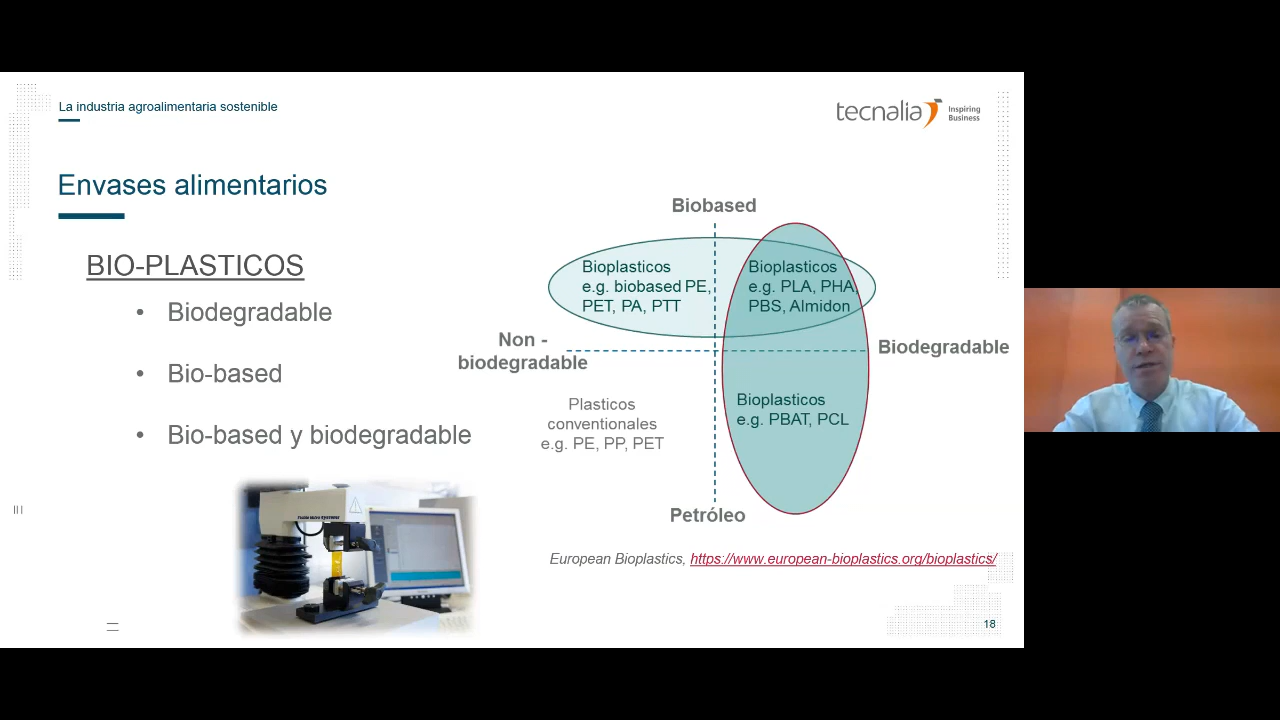 La industria agroalimentaria sostenible
tecnalia
Inspiring
Business
Envases alimentarios
BIO-PLASTICOS
• Biodegradable
• Bio-based
• Bio-based y biodegradable
Biobased
Bioplasticos
e.g. biobased PE,
PET, PA, PTT
Bioplasticos
e.g. PLA, PHA,
PBS, Almidon
Non -
biodegradable
Biodegradable
Plasticos
conventionales
e.g. PE, PP, PET
Bioplasticos
e.g. PBAT, PCL
Petróleo
European Bioplastics, https://www.european-bioplastics.org/bioplastics/
18